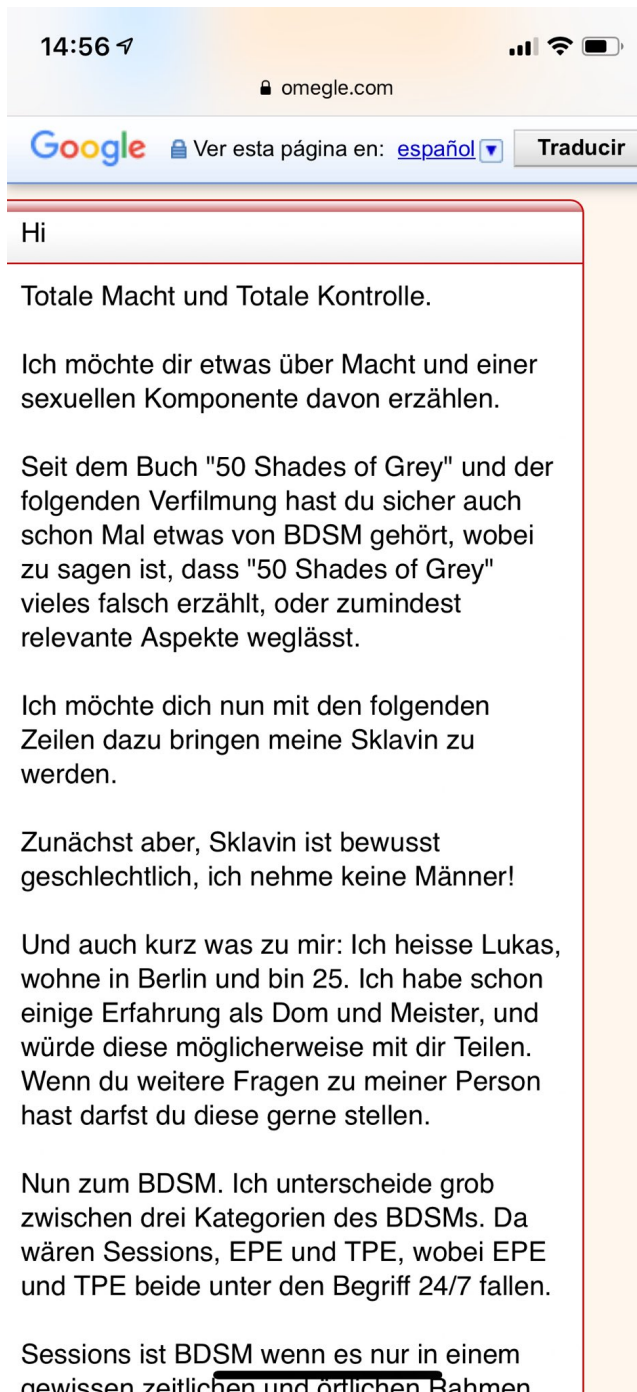 14:56
omegle.com
Google Ver esta página en: español Traducir
Hi
Totale Macht und Totale Kontrolle.
Ich möchte dir etwas über Macht und einer
sexuellen Komponente davon erzählen.
Seit dem Buch "50 Shades of Grey" und der
folgenden Verfilmung hast du sicher auch
schon Mal etwas von BDSM gehört, wobei
zu sagen ist, dass "50 Shades of Grey"
vieles falsch erzählt, oder zumindest
relevante Aspekte weglässt.
Ich möchte dich nun mit den folgenden
Zeilen dazu bringen meine Sklavin zu
werden.
Zunächst aber, Sklavin ist bewusst
geschlechtlich, ich nehme keine Männer!
Und auch kurz was zu mir: Ich heisse Lukas,
wohne in Berlin und bin 25. Ich habe schon
einige Erfahrung als Dom und Meister, und
würde diese möglicherweise mit dir Teilen.
Wenn du weitere Fragen zu meiner Person
hast darfst du diese gerne stellen.
Nun zum BDSM. Ich unterscheide grob
zwischen drei Kategorien des BDSMs. Da
wären Sessions, EPE und TPE, wobei EPE
und TPE beide unter den Begriff 24/7 fallen.
Sessions ist BDSM wenn es nur in einem
gewissen zeitlichen und örtlichen Rahmen